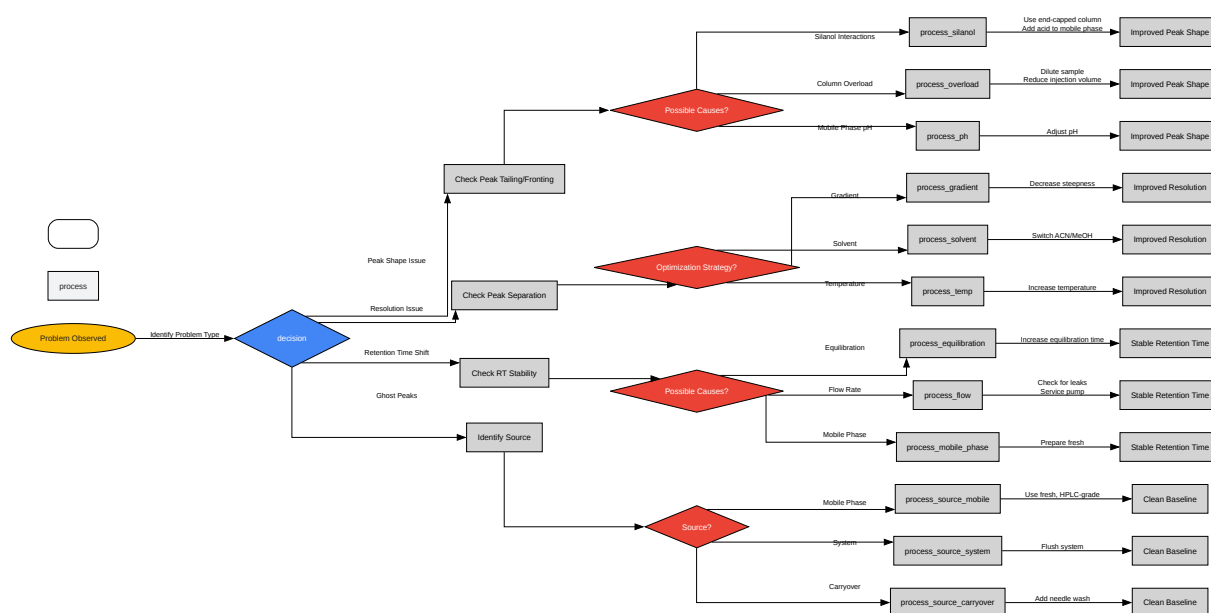 Use end-capped column
Add acid to mobile phase
Silanol Interactions
process_silanol
Improved Peak Shape
Dilute sample
Reduce injection volume
Column Overload
process_overload
Improved Peak Shape
Possible Causes?
Mobile Phase pH
process_ph
Adjust pH
Improved Peak Shape
Check Peak Tailing/Fronting
Gradient
process_gradient
Decrease steepness
Improved Resolution
Solvent
process_solvent
Switch ACN/MeOH
Improved Resolution
Peak Shape Issue
Optimization Strategy?
Temperature
process_temp
Increase temperature
Improved Resolution
process
Check Peak Separation
Resolution Issue
Problem Observed
Identify Problem Type
decision
Equilibration
process_equilibration
Increase equilibration time
Stable Retention Time
Retention Time Shift
Check RT Stability
Possible Causes?
Ghost Peaks
Flow Rate
process_flow
Check for leaks
Service pump
Stable Retention Time
Identify Source
Mobile Phase
process_mobile_phase
Prepare fresh
Stable Retention Time
Mobile Phase
process_source_mobile
Use fresh, HPLC-grade
Clean Baseline
Source?
System
process_source_system
Flush system
Clean Baseline
Carryover
process_source_carryover
Add needle wash
Clean Baseline